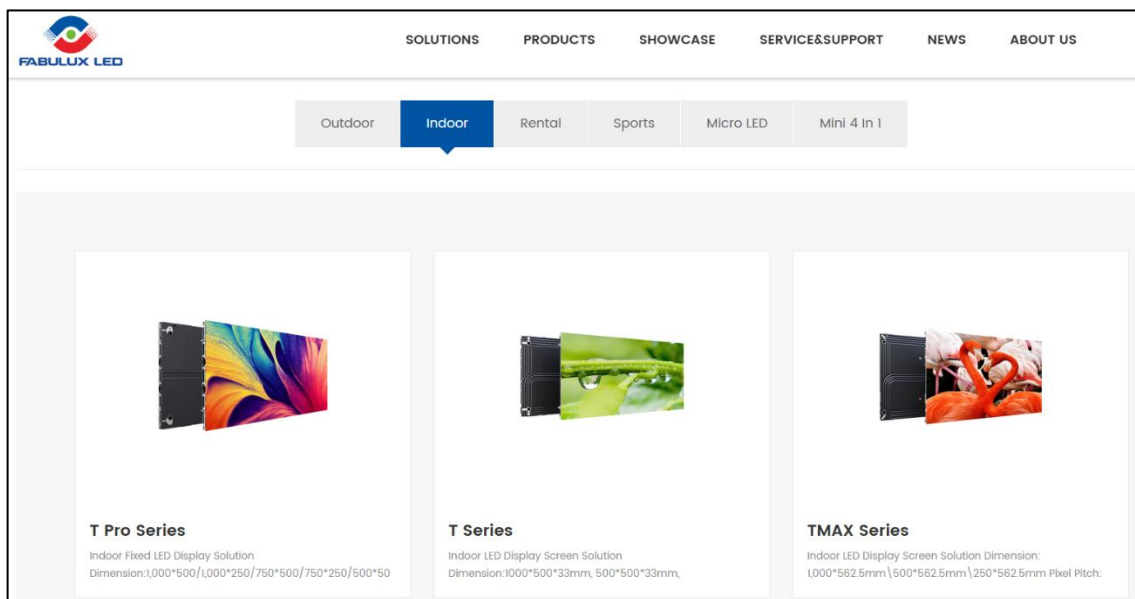 FABULUX LED
SOLUTIONS PRODUCTS SHOWCASE SERVICE&SUPPORT NEWS ABOUT US
Outdoor Indoor Rental Sports Micro LED Mini 4 In 1
T Pro Series
Indoor Fixed LED Display Solution
Dimension:1,000*500/1,000*250/750*500/750*250/500*50
T Series
Indoor LED Display Screen Solution
Dimension:1000*500*33mm, 500*500*33mm,
TMAX Series
Indoor LED Display Screen Solution Dimension:
1,000*562.5mm\500*562.5mm\250*562.5mm Pixel Pitch: